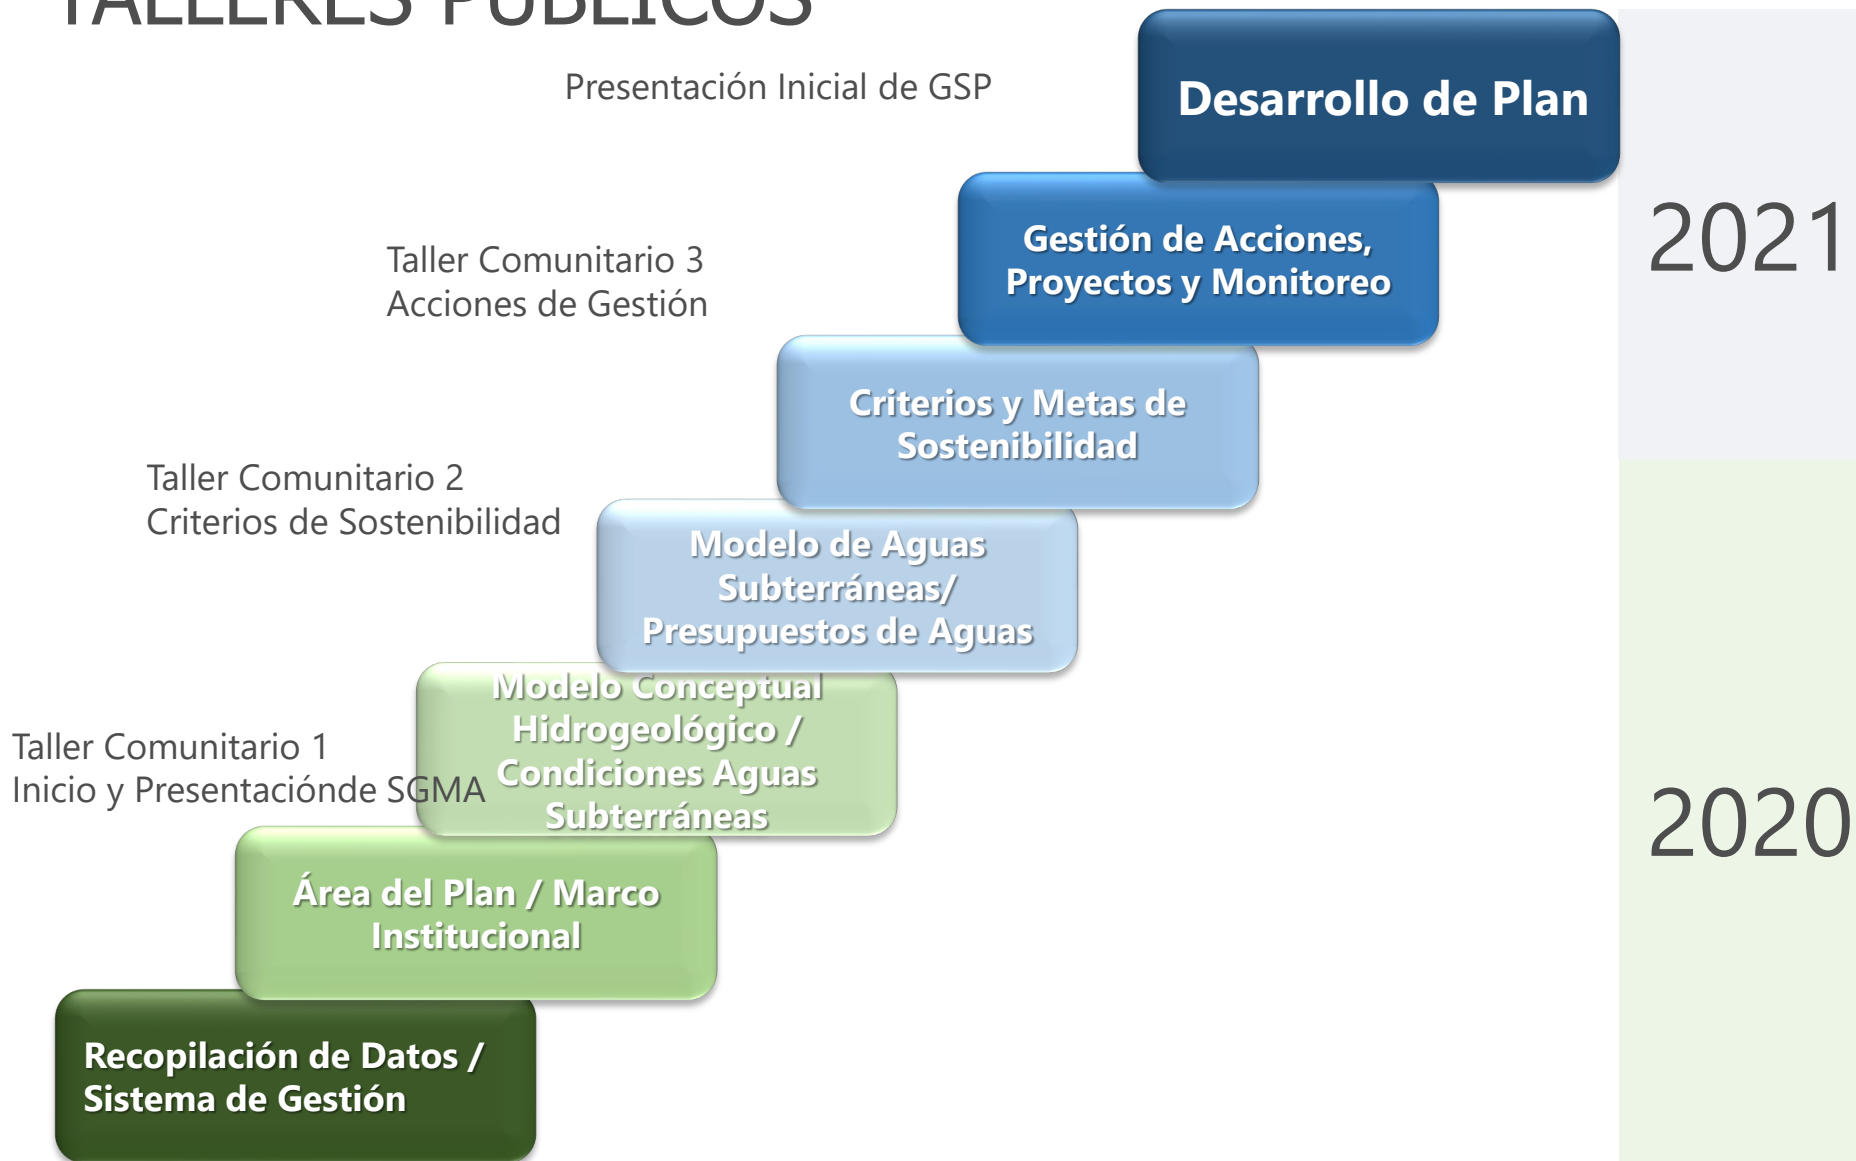 TALLERES PÚBLICOS
Presentación Inicial de GSP
Desarrollo de Plan
2021
Gestión de Acciones,
Proyectos y Monitoreo
Taller Comunitario 3
Acciones de Gestión
Criterios y Metas de
Sostenibilidad
Taller Comunitario 2
Criterios de Sostenibilidad
Modelo de Aguas
Subterráneas/
Presupuestos de Aguas
Modelo Conceptual
Hidrogeológico /
Condiciones Aguas
Subterráneas
Taller Comunitario 1
Inicio y Presentaciónde SGMA
2020
Área del Plan / Marco
Institucional
Recopilación de Datos /
Sistema de Gestión